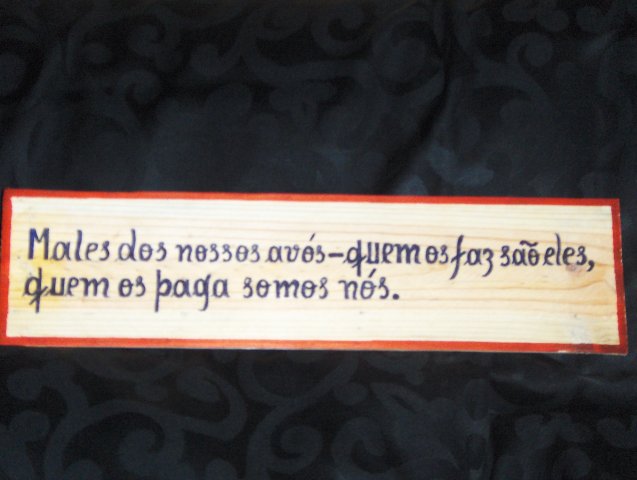 Males dos nossos avós-quem os faz são eles,
quem os paga somos nós.